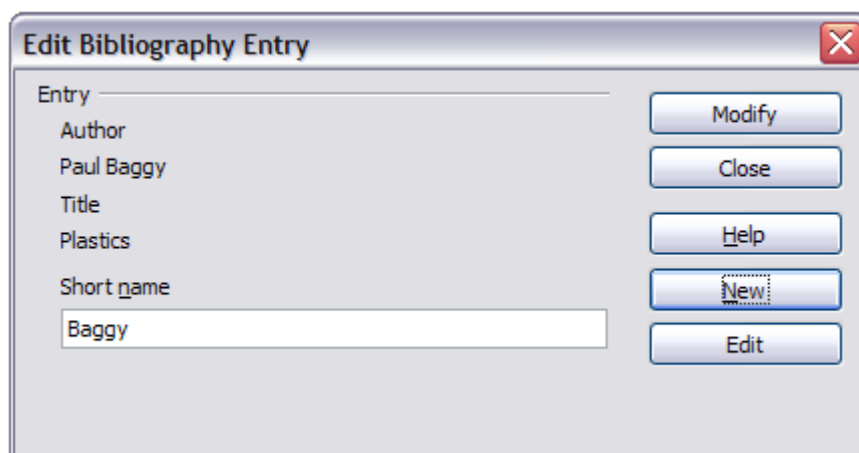 Edit Bibliography Entry
Entry
Author
Paul Baggy
Title
Plastics
Short name
Baggy
Modify
Close
Help
New
Edit